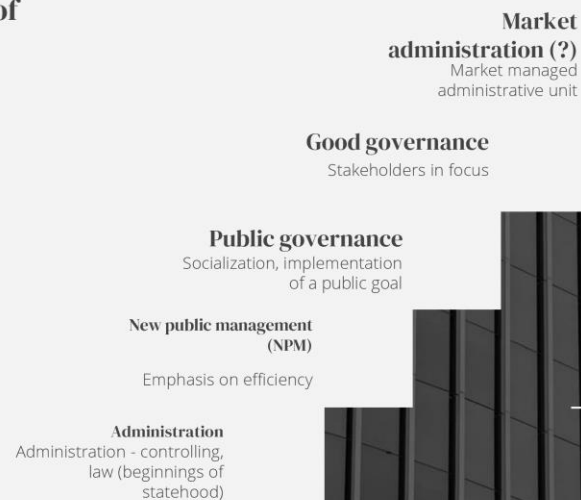 of
Market
administration (?)
Market managed
administrative unit
Good governance
Stakeholders in focus
Public governance
Socialization, implementation
of a public goal
New public management
(NPM)
Emphasis on efficiency
Administration
Administration - controlling,
law (beginnings of
statehood)